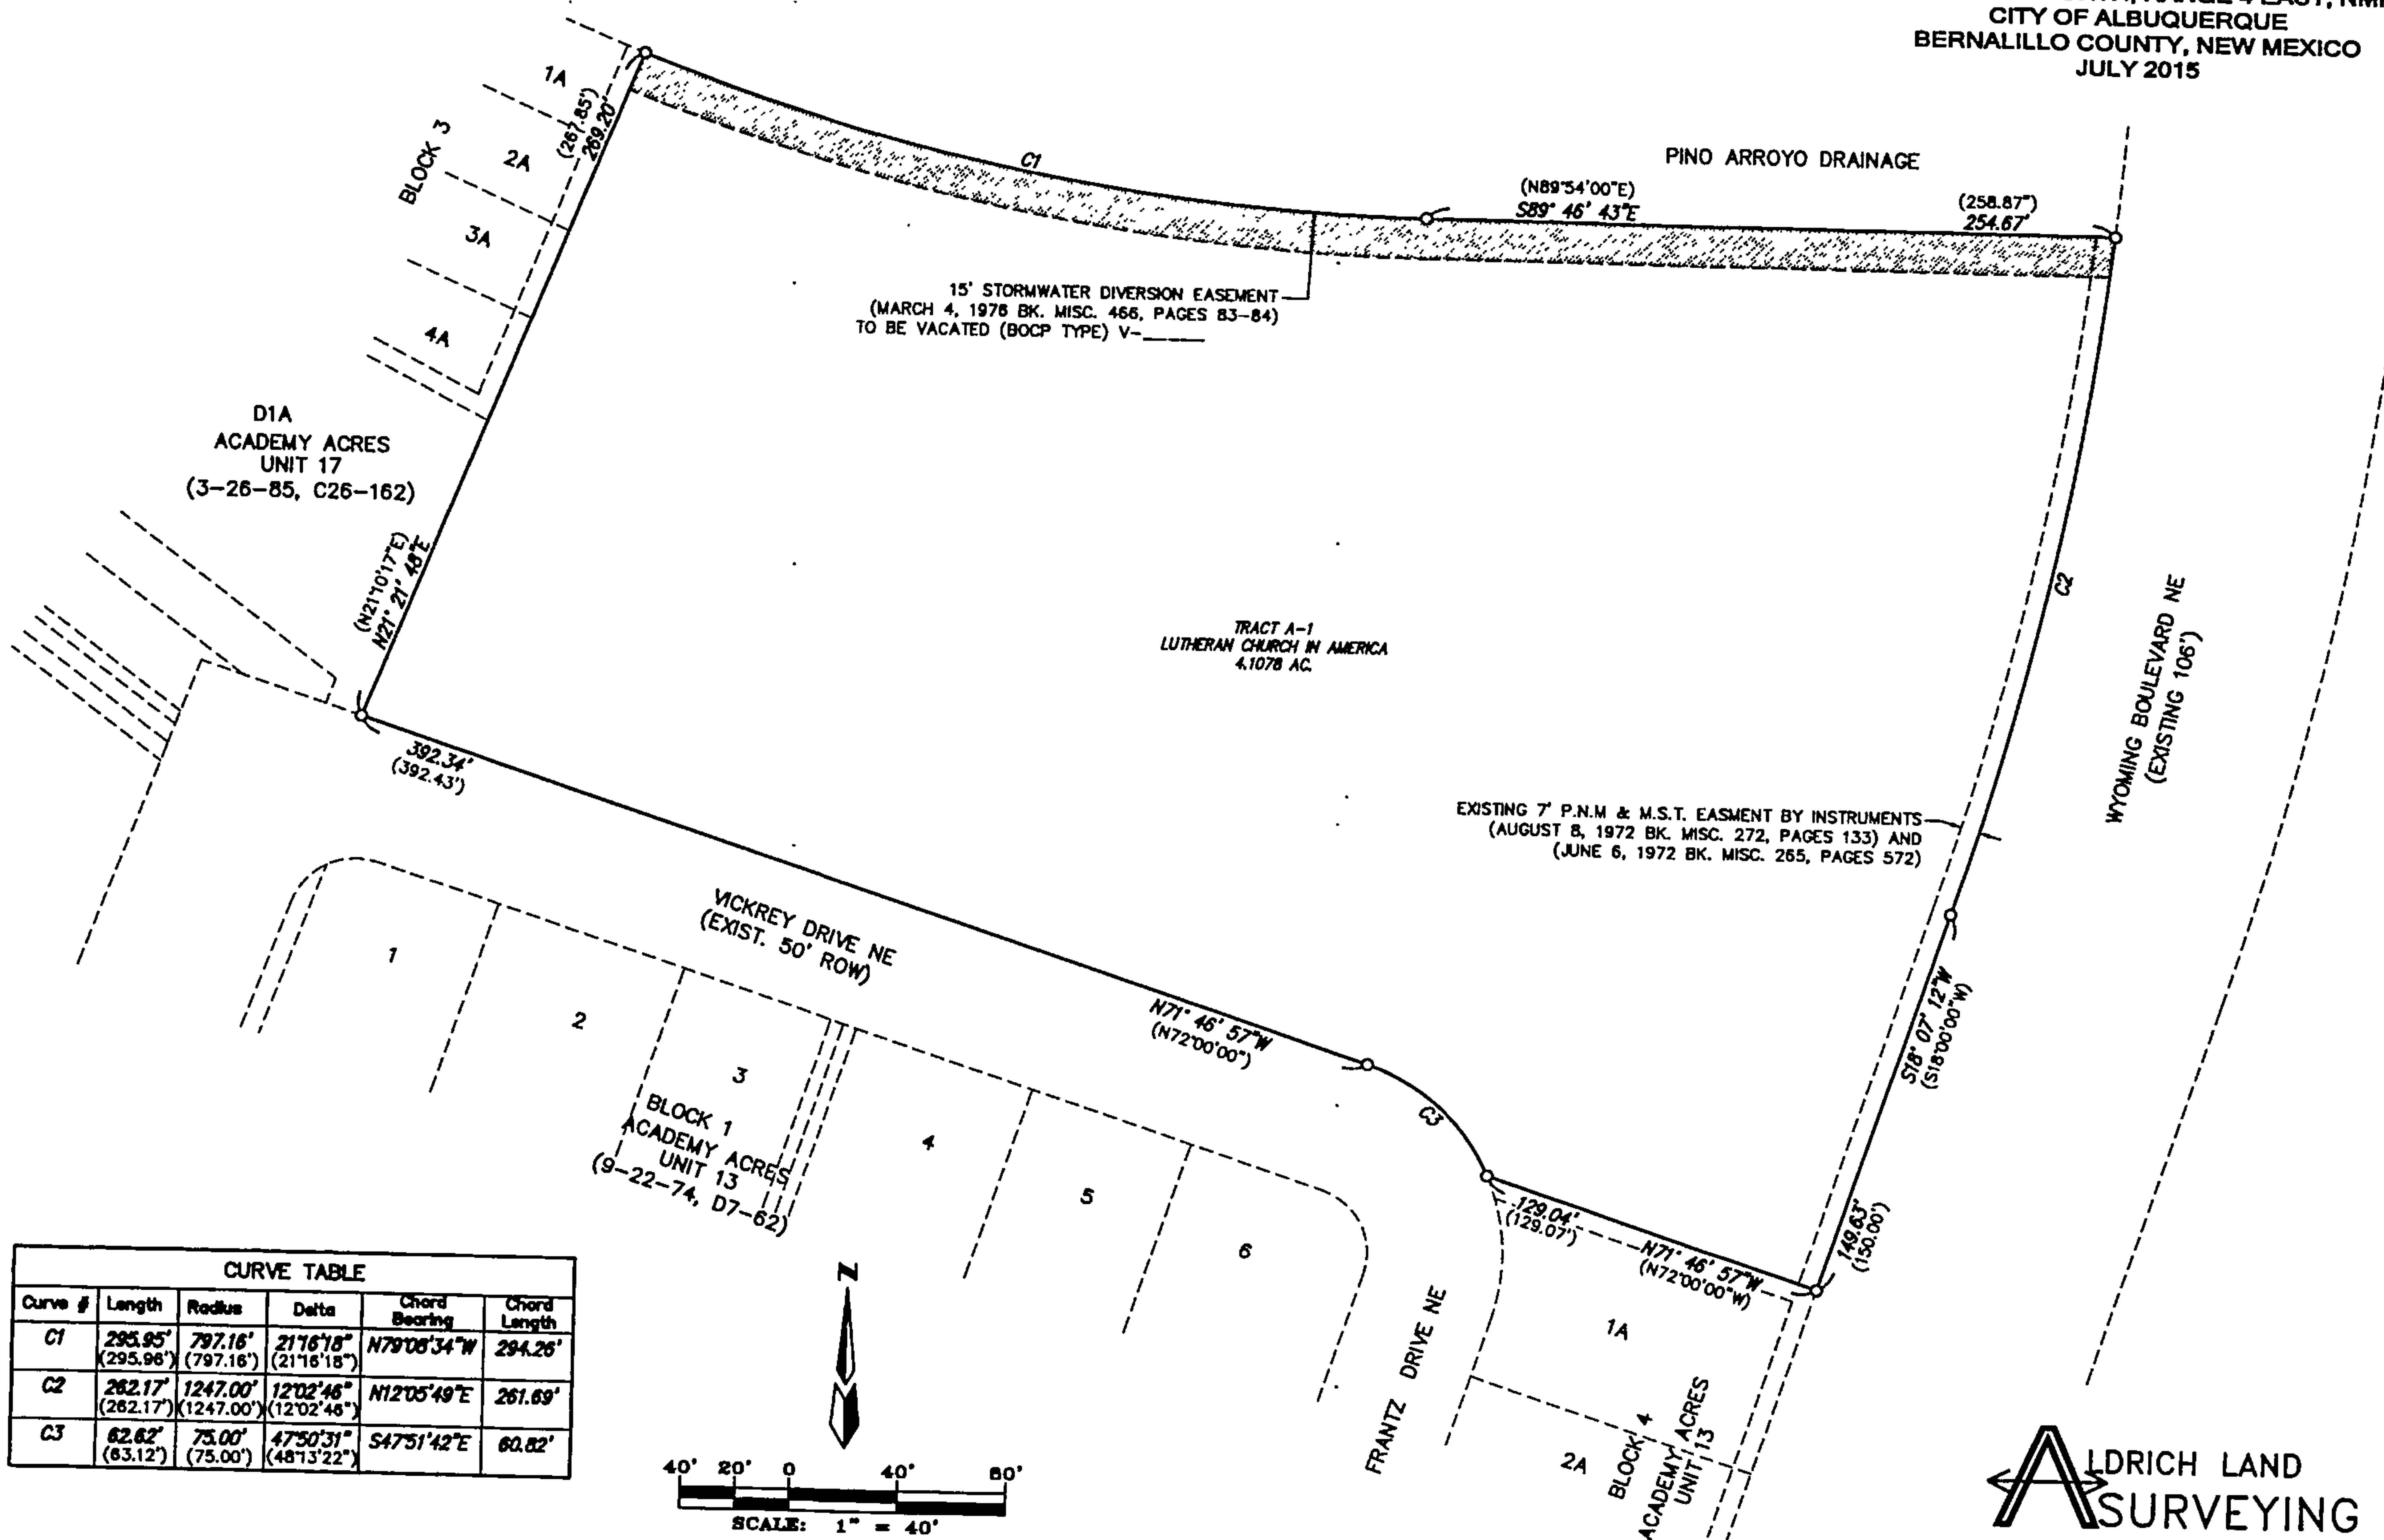 RANGE 4 EAST,
CITY OF ALBUQUERQUE
BERNALILLO COUNTY, NEW MEXICO
JULY 2015
1A
2A
3A
4A
BLOCK 3
(267.85')
269.20'
C1
PINO ARROYO DRAINAGE
(N89°54'00"E)
S89° 46' 43"E
(258.87")
254.67'
15' STORMWATER DIVERSION EASEMENT
(MARCH 4, 1976 BK. MISC. 466, PAGES 83-84)
TO BE VACATED (BOCP TYPE) V-_____
D1A
ACADEMY ACRES
UNIT 17
(3-26-85, C26-162)
(N21°10'17"E)
N21° 21' 48"E
TRACT A-1
LUTHERAN CHURCH IN AMERICA
4.1078 AC.
C2
WYOMING BOULEVARD NE
(EXISTING 106')
392.34'
(392.43')
EXISTING 7' P.N.M & M.S.T. EASMENT BY INSTRUMENTS
(AUGUST 8, 1972 BK. MISC. 272, PAGES 133) AND
(JUNE 6, 1972 BK. MISC. 265, PAGES 572)
VICKREY DRIVE NE
(EXIST. 50' ROW)
N71° 46' 57"W
(N72°00'00")
S18° 07' 12"W
(S18°00'00"W)
149.63'
(150.00')
C3
129.04'
(129.07')
N71° 46' 57"W
(N72°00'00"W)
1
2
3
BLOCK 1
ACADEMY ACRES
UNIT 13
(9-22-74, D7-62)
4
5
6
FRANTZ DRIVE NE
1A
2A
BLOCK 4
ACADEMY ACRES
UNIT 13
CURVE TABLE
Curve # Length Radius Delta Chord Bearing Chord Length
C1 295.95' 797.16' 21°16'18" N79°08'34"W 294.26'
(295.96') (797.16') (21°16'18")
C2 262.17' 1247.00' 12°02'46" N12°05'49"E 261.69'
(262.17') (1247.00') (12°02'46")
C3 62.62' 75.00' 47°50'31" S47°51'42"E 60.82'
(63.12') (75.00') (48°13'22")
N
40' 20' 0 40' 80'
SCALE: 1" = 40'
ALDRICH LAND
SURVEYING